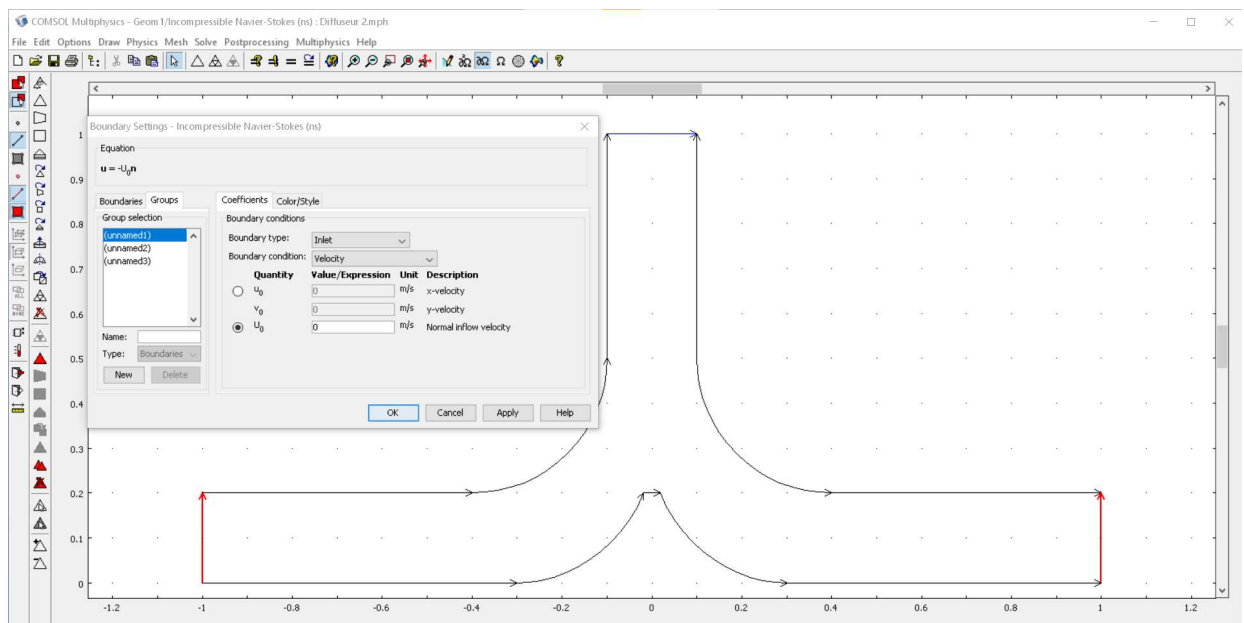 COMSOL Multiphysics - Geom1/Incompressible Navier-Stokes (ns) : Diffuseur 2.mph
File Edit Options Draw Physics Mesh Solve Postprocessing Multiphysics Help
Boundary Settings - Incompressible Navier-Stokes (ns)
Equation
u = -U₀n
Boundaries Groups
Group selection
(unnamed1)
(unnamed2)
(unnamed3)
Name:
Type: Boundaries
New Delete
Coefficients Color/Style
Boundary conditions
Boundary type: Inlet
Boundary condition: Velocity
Quantity Value/Expression Unit Description
u₀ 0 m/s x-velocity
v₀ 0 m/s y-velocity
U₀ 0 m/s Normal inflow velocity
OK Cancel Apply Help
1
0.9
0.8
0.7
0.6
0.5
0.4
0.3
0.2
0.1
0
-1.2 -1 -0.8 -0.6 -0.4 -0.2 0 0.2 0.4 0.6 0.8 1 1.2